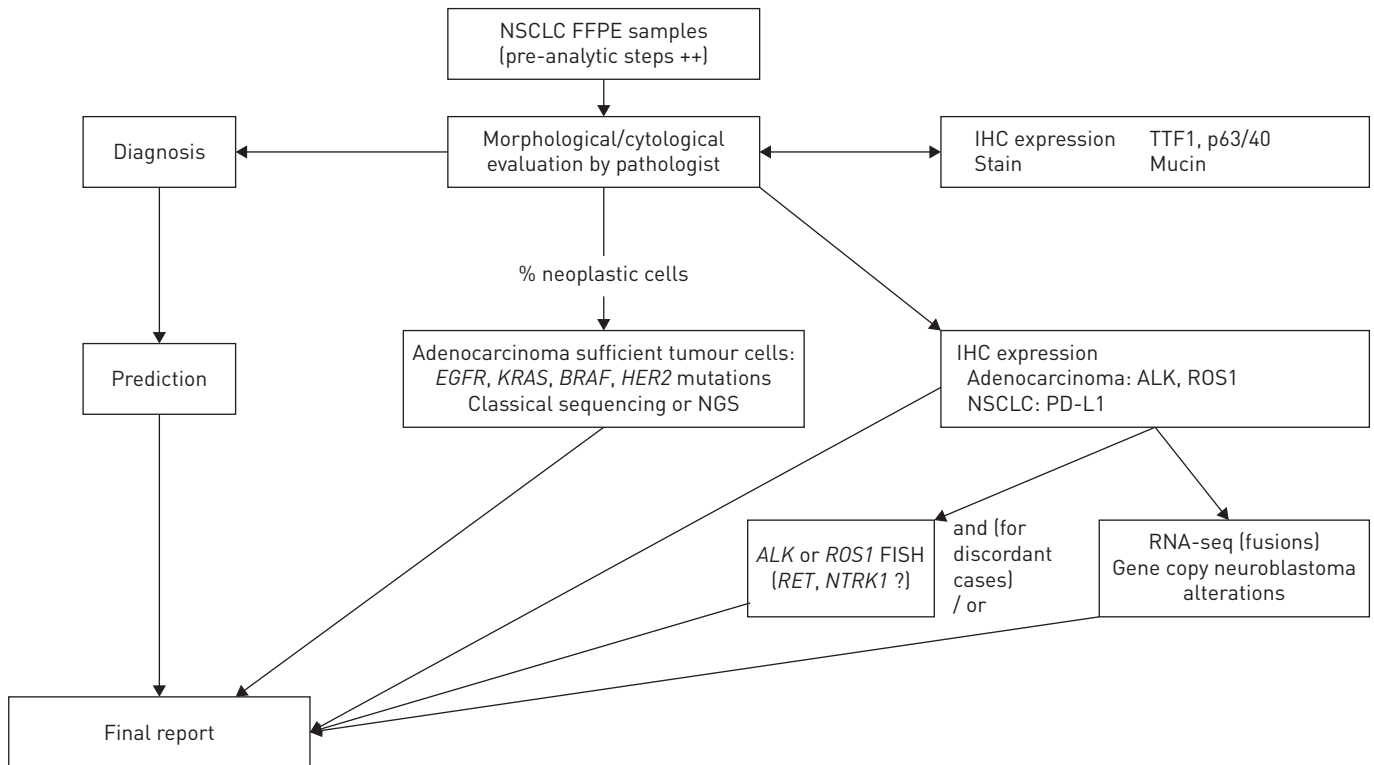 NSCLC FFPE samples
(pre-analytic steps ++)
Diagnosis
Morphological/cytological
evaluation by pathologist
IHC expression TTF1, p63/40
Stain Mucin
% neoplastic cells
Prediction
Adenocarcinoma sufficient tumour cells:
EGFR, KRAS, BRAF, HER2 mutations
Classical sequencing or NGS
IHC expression
Adenocarcinoma: ALK, ROS1
NSCLC: PD-L1
ALK or ROS1 FISH
(RET, NTRK1 ?)
and (for
discordant
cases)
/ or
RNA-seq (fusions)
Gene copy neuroblastoma
alterations
Final report